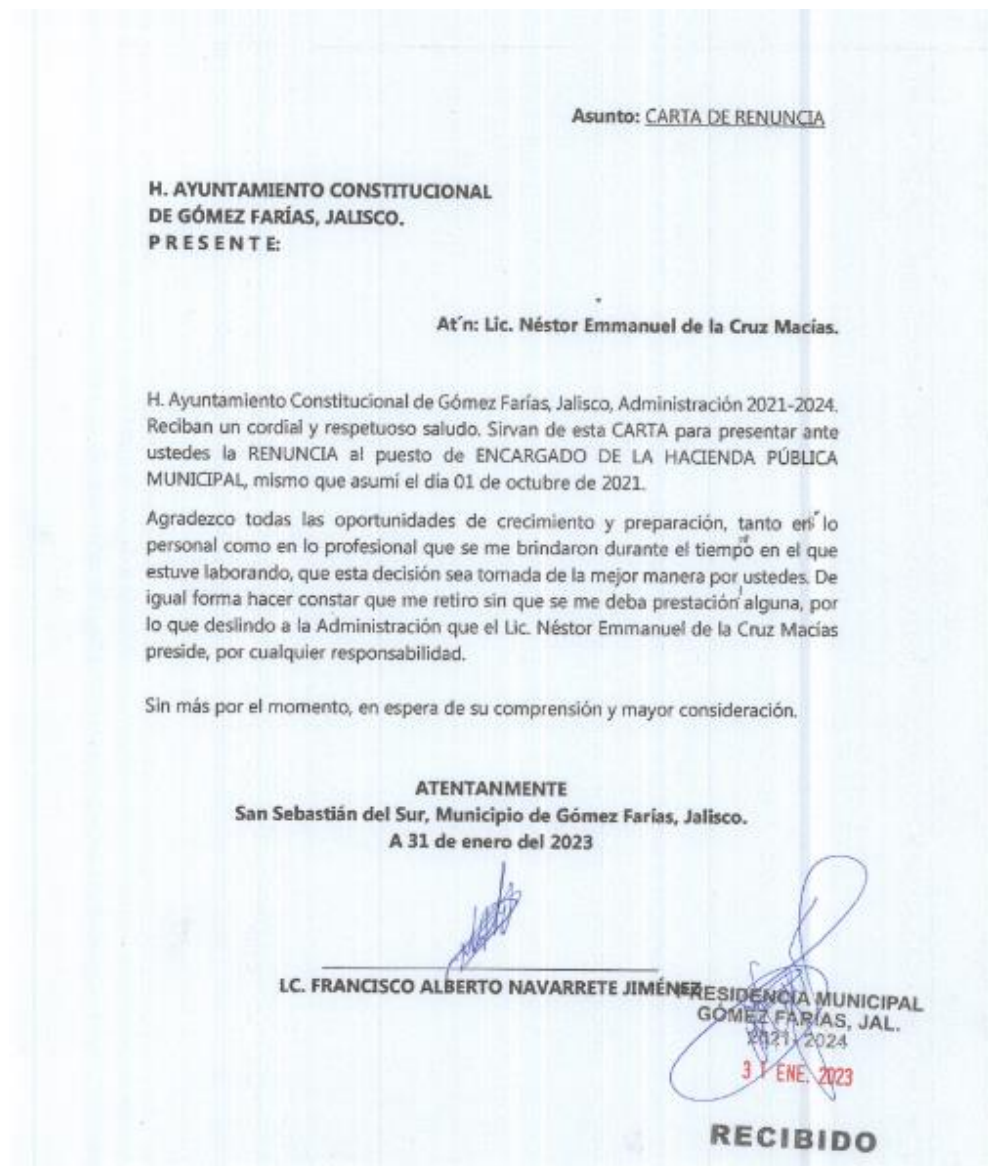 Asunto: CARTA DE RENUNCIA
H. AYUNTAMIENTO CONSTITUCIONAL
DE GÓMEZ FARÍAS, JALISCO.
P R E S E N T E:
At´n: Lic. Néstor Emmanuel de la Cruz Macías.
H. Ayuntamiento Constitucional de Gómez Farías, Jalisco, Administración 2021-2024.
Reciban un cordial y respetuoso saludo. Sirvan de esta CARTA para presentar ante
ustedes la RENUNCIA al puesto de ENCARGADO DE LA HACIENDA PÚBLICA
MUNICIPAL, mismo que asumí el día 01 de octubre de 2021.
Agradezco todas las oportunidades de crecimiento y preparación, tanto en lo
personal como en lo profesional que se me brindaron durante el tiempo en el que
estuve laborando, que esta decisión sea tomada de la mejor manera por ustedes. De
igual forma hacer constar que me retiro sin que se me deba prestación alguna, por
lo que deslindo a la Administración que el Lic. Néstor Emmanuel de la Cruz Macías
preside, por cualquier responsabilidad.
Sin más por el momento, en espera de su comprensión y mayor consideración.
ATENTANMENTE
San Sebastián del Sur, Municipio de Gómez Farías, Jalisco.
A 31 de enero del 2023
LC. FRANCISCO ALBERTO NAVARRETE JIMÉNEZ
PRESIDENCIA MUNICIPAL
GÓMEZ FARÍAS, JAL.
2021-2024
31 ENE. 2023
RECIBIDO